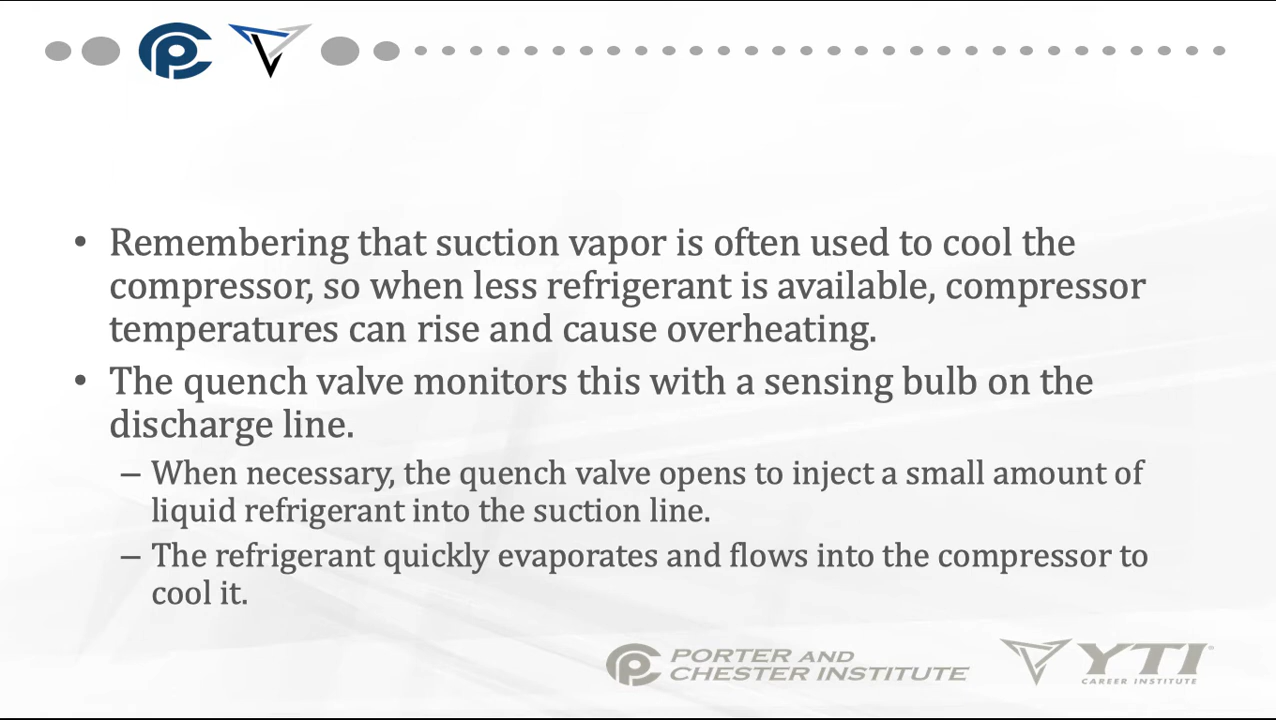 • Remembering that suction vapor is often used to cool the
compressor, so when less refrigerant is available, compressor
temperatures can rise and cause overheating.
• The quench valve monitors this with a sensing bulb on the
discharge line.
– When necessary, the quench valve opens to inject a small amount of
liquid refrigerant into the suction line.
– The refrigerant quickly evaporates and flows into the compressor to
cool it.
PORTER AND
CHESTER INSTITUTE
YTI
CAREER INSTITUTE